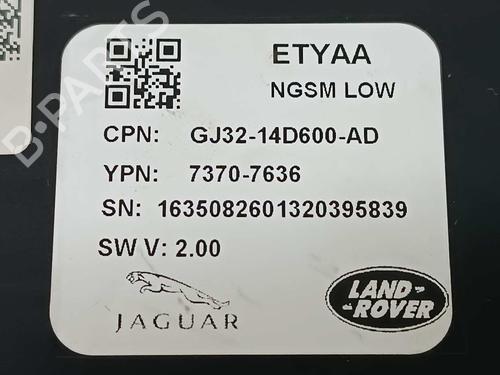 ETYAA
NGSM LOW
CPN: GJ32-14D600-AD
YPN: 7370-7636
SN: 1635082601320395839
SW V: 2.00
JAGUAR
LAND-
ROVER
B-PARTS